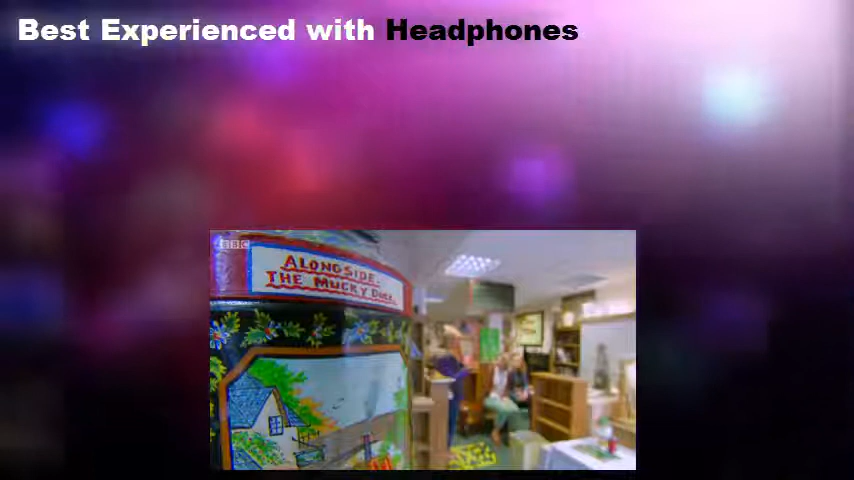 Best Experienced with Headphones
BBC
ALONGSIDE.
THE MUCKY DUCK.